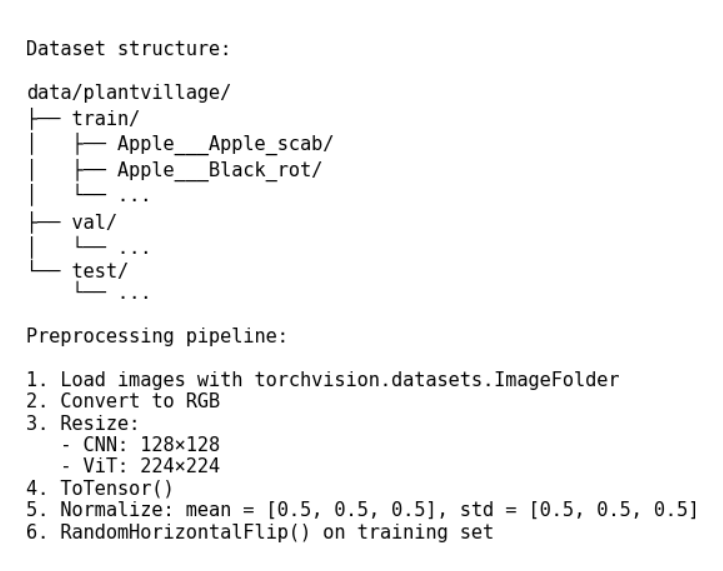 Dataset structure:
data/plantvillage/
├── train/
│   ├── Apple___Apple_scab/
│   ├── Apple___Black_rot/
│   └── ...
├── val/
│   └── ...
└── test/
    └── ...
Preprocessing pipeline:
1. Load images with torchvision.datasets.ImageFolder
2. Convert to RGB
3. Resize:
   - CNN: 128×128
   - ViT: 224×224
4. ToTensor()
5. Normalize: mean = [0.5, 0.5, 0.5], std = [0.5, 0.5, 0.5]
6. RandomHorizontalFlip() on training set